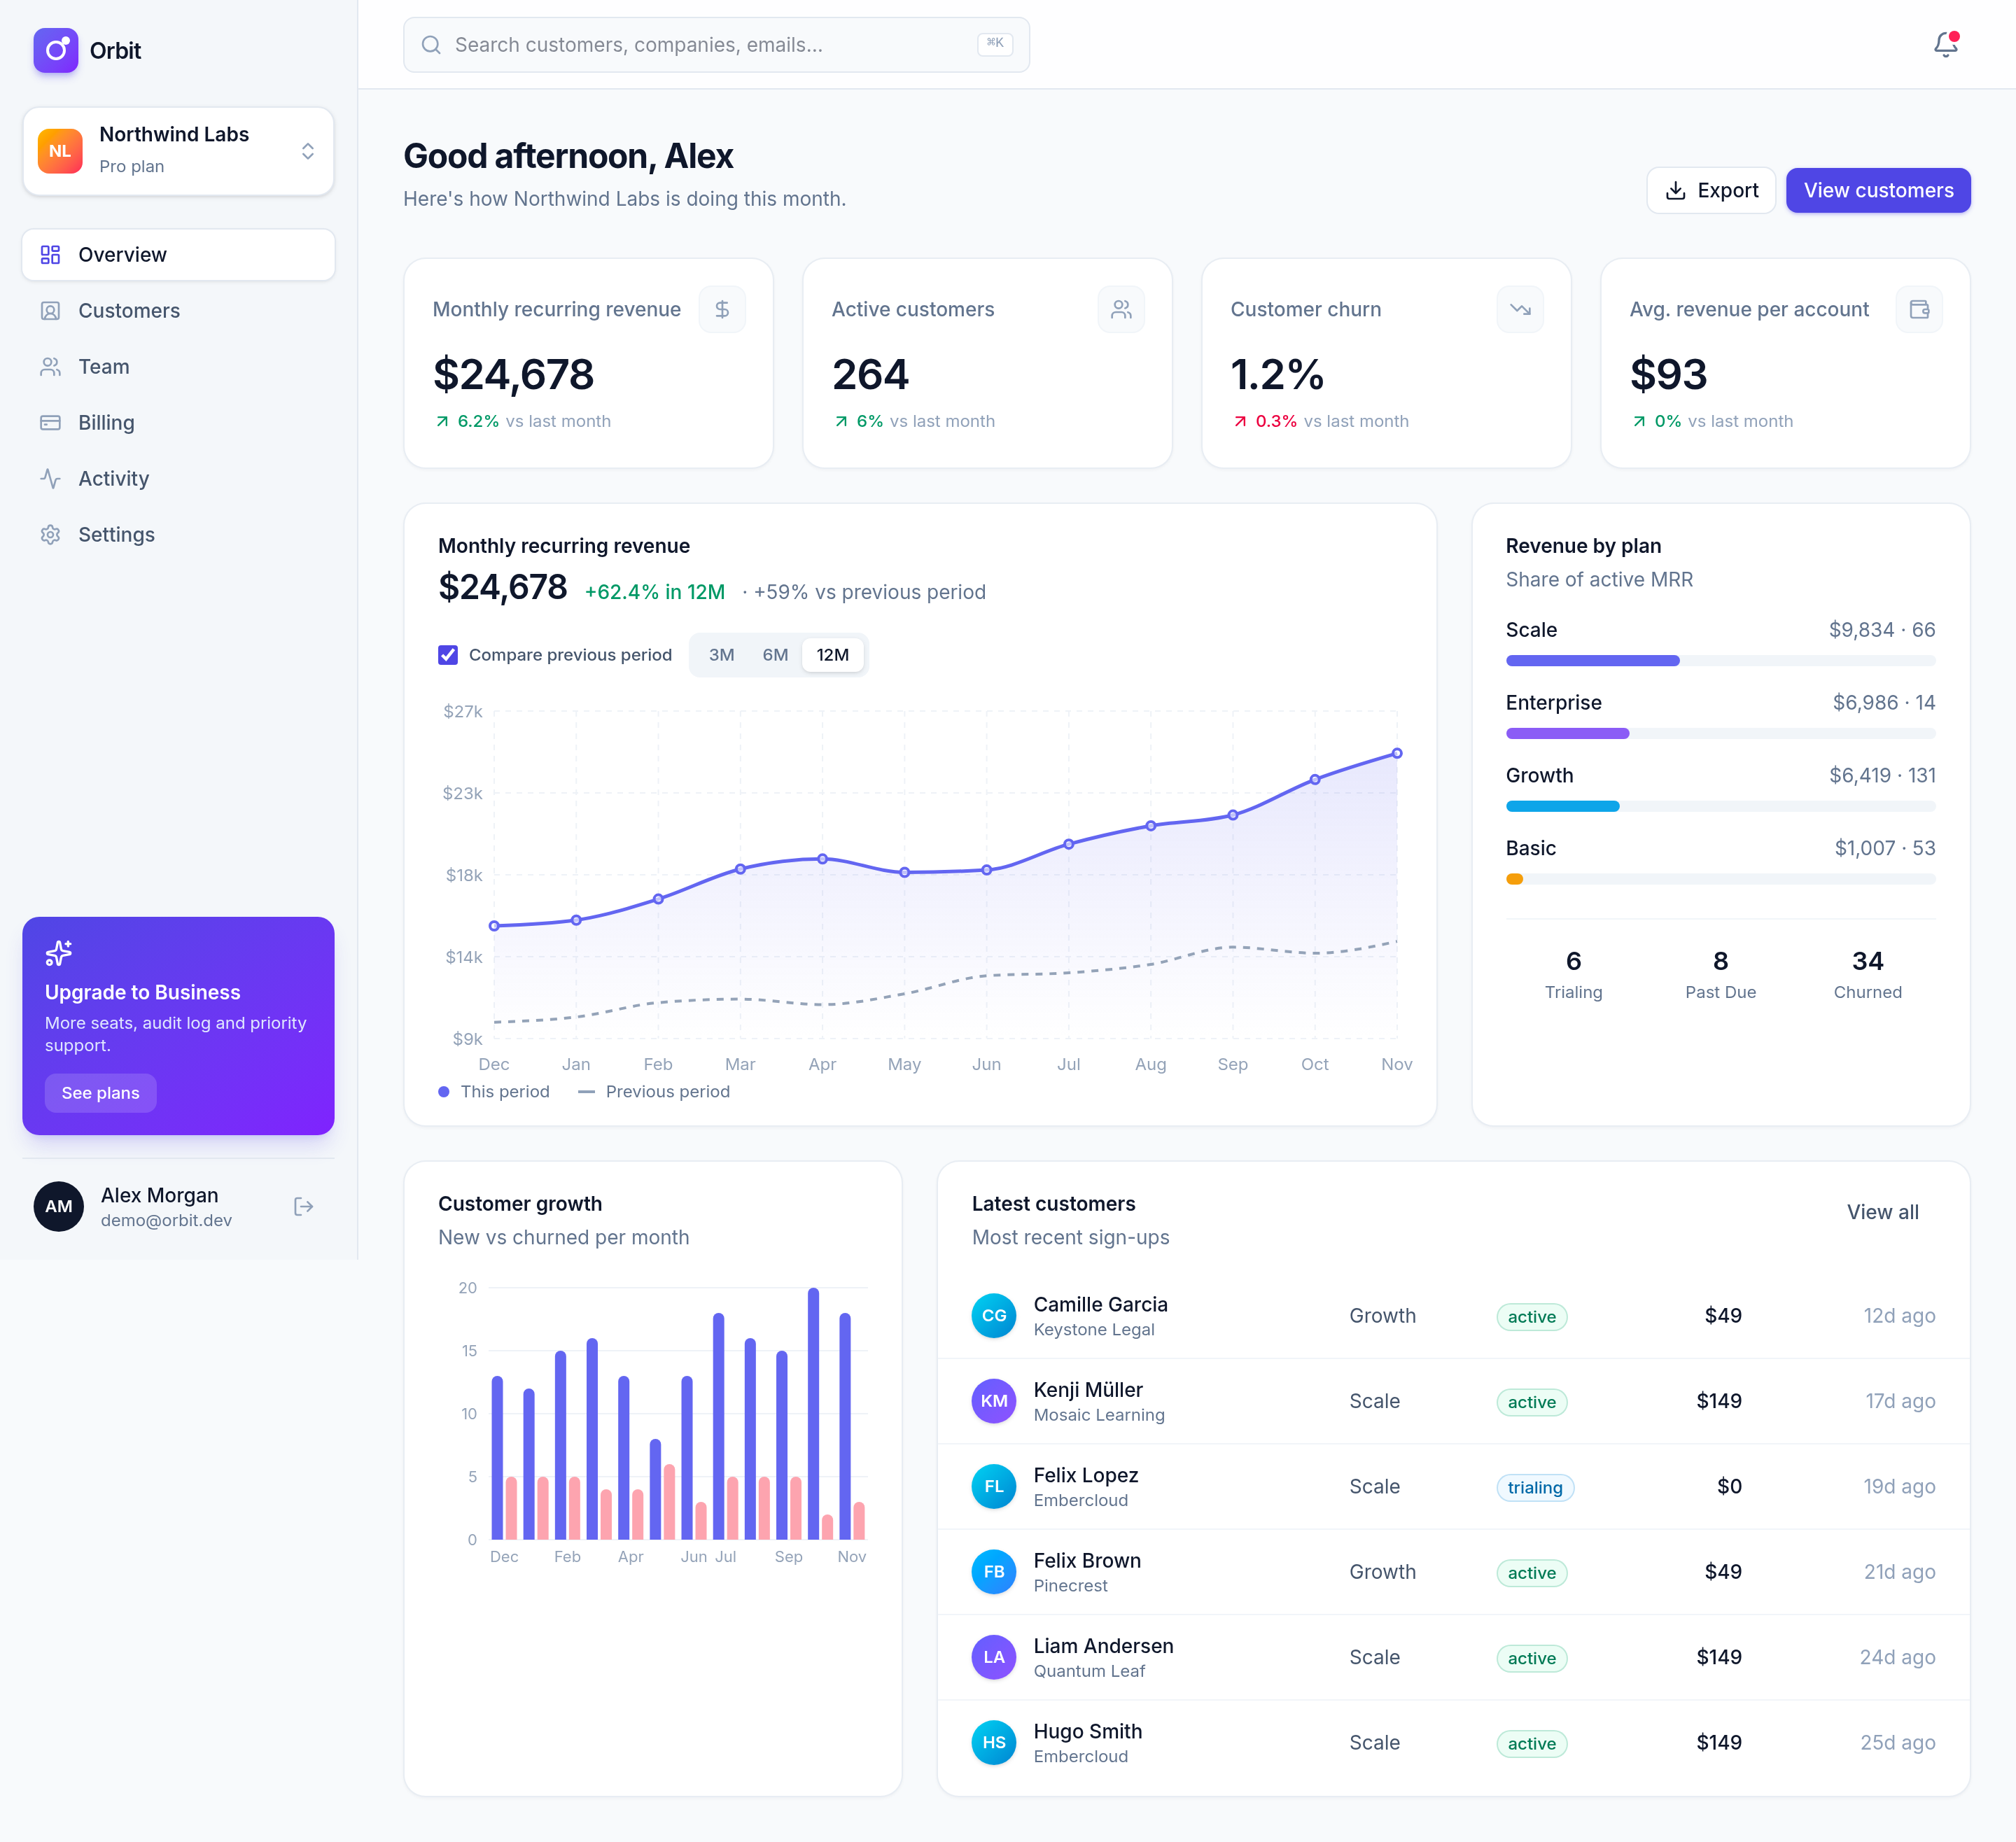 Orbit
NL
Northwind Labs
Pro plan
Overview
Customers
Team
Billing
Activity
Settings
Upgrade to Business
More seats, audit log and priority
support.
See plans
AM
Alex Morgan
demo@orbit.dev
Search customers, companies, emails...
⌘K
Good afternoon, Alex
Here's how Northwind Labs is doing this month.
Export
View customers
Monthly recurring revenue
$24,678
6.2% vs last month
Active customers
264
6% vs last month
Customer churn
1.2%
0.3% vs last month
Avg. revenue per account
$93
0% vs last month
Monthly recurring revenue
$24,678 +62.4% in 12M · +59% vs previous period
Compare previous period 3M 6M 12M
$27k
$23k
$18k
$14k
$9k
Dec Jan Feb Mar Apr May Jun Jul Aug Sep Oct Nov
This period Previous period
Revenue by plan
Share of active MRR
Scale $9,834 · 66
Enterprise $6,986 · 14
Growth $6,419 · 131
Basic $1,007 · 53
6 8 34
Trialing Past Due Churned
Customer growth
New vs churned per month
20
15
10
5
0
Dec Feb Apr Jun Jul Sep Nov
Latest customers
Most recent sign-ups
View all
CG Camille Garcia Growth active $49 12d ago
Keystone Legal
KM Kenji Müller Scale active $149 17d ago
Mosaic Learning
FL Felix Lopez Scale trialing $0 19d ago
Embercloud
FB Felix Brown Growth active $49 21d ago
Pinecrest
LA Liam Andersen Scale active $149 24d ago
Quantum Leaf
HS Hugo Smith Scale active $149 25d ago
Embercloud